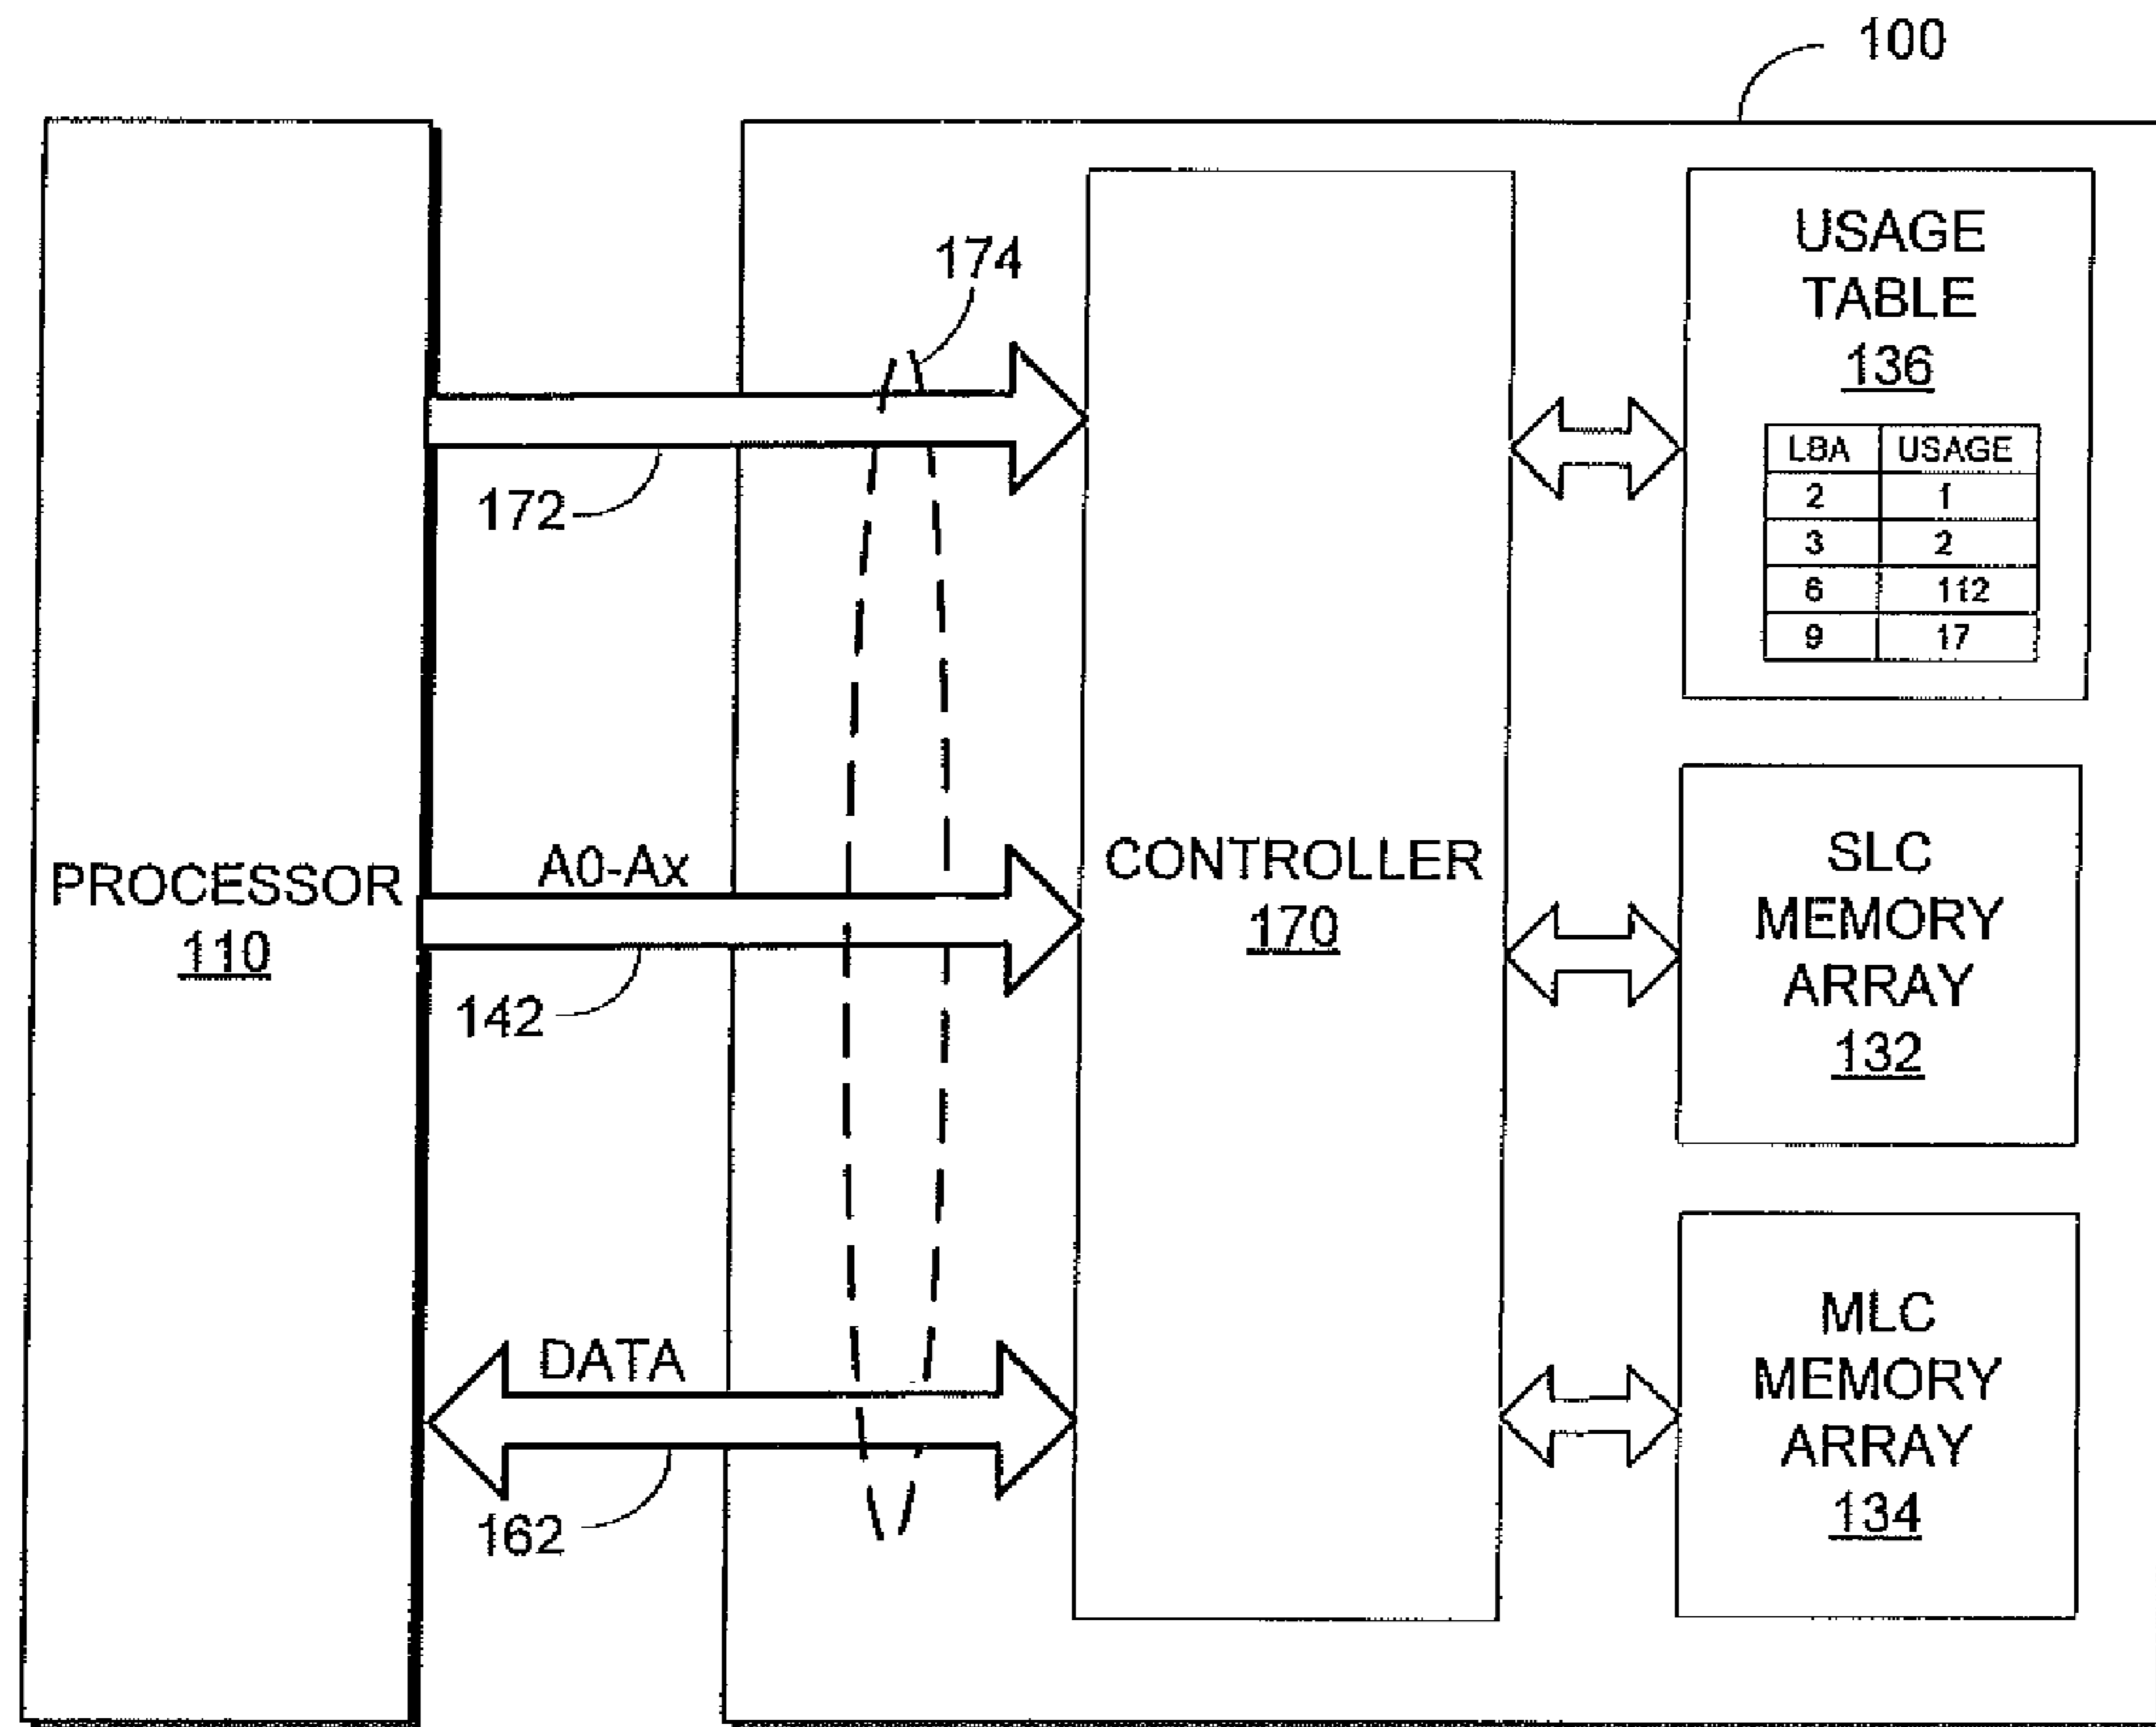 100
174
172
A0-Ax
142
DATA
162
PROCESSOR
110
CONTROLLER
170
USAGE
TABLE
136
LBA USAGE
2 1
3 2
6 112
9 17
SLC
MEMORY
ARRAY
132
MLC
MEMORY
ARRAY
134